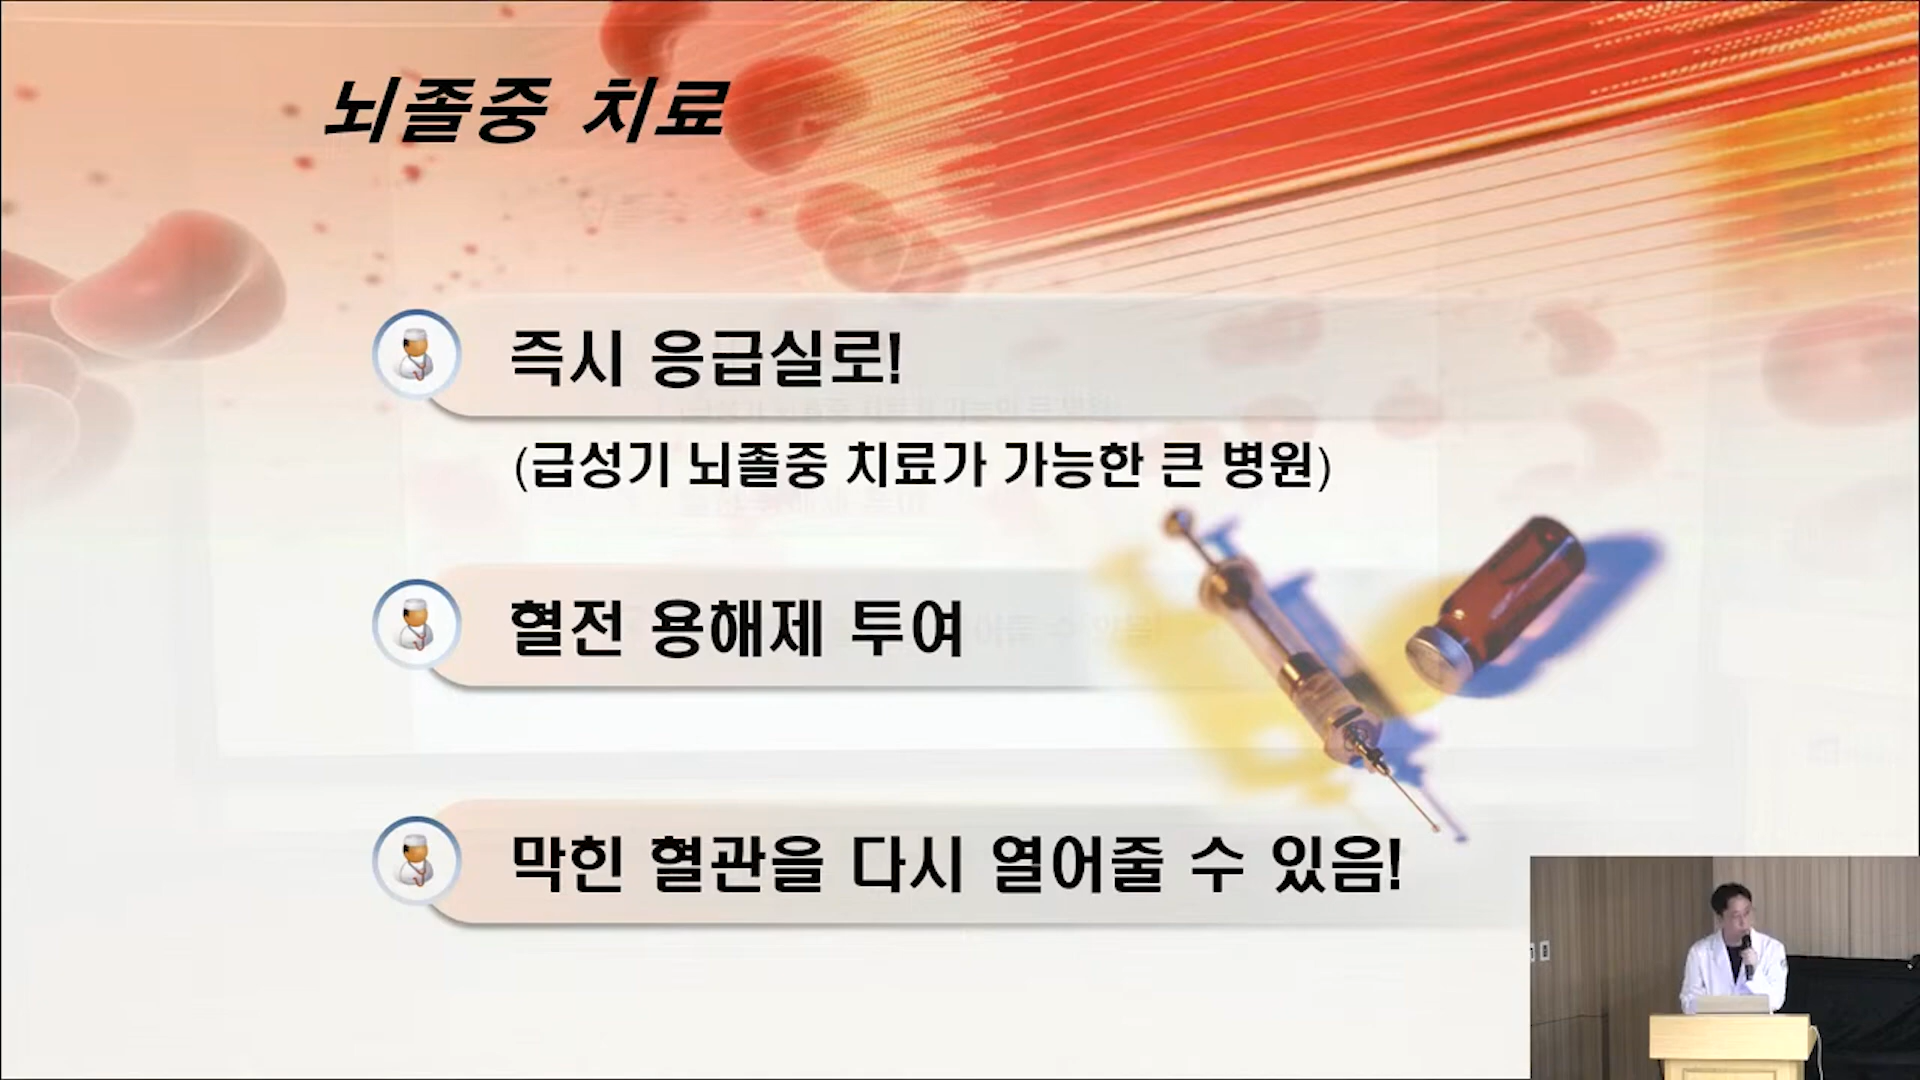 뇌졸중 치료
즉시 응급실로!
(급성기 뇌졸중 치료가 가능한 큰 병원)
혈전 용해제 투여
막힌 혈관을 다시 열어줄 수 있음!